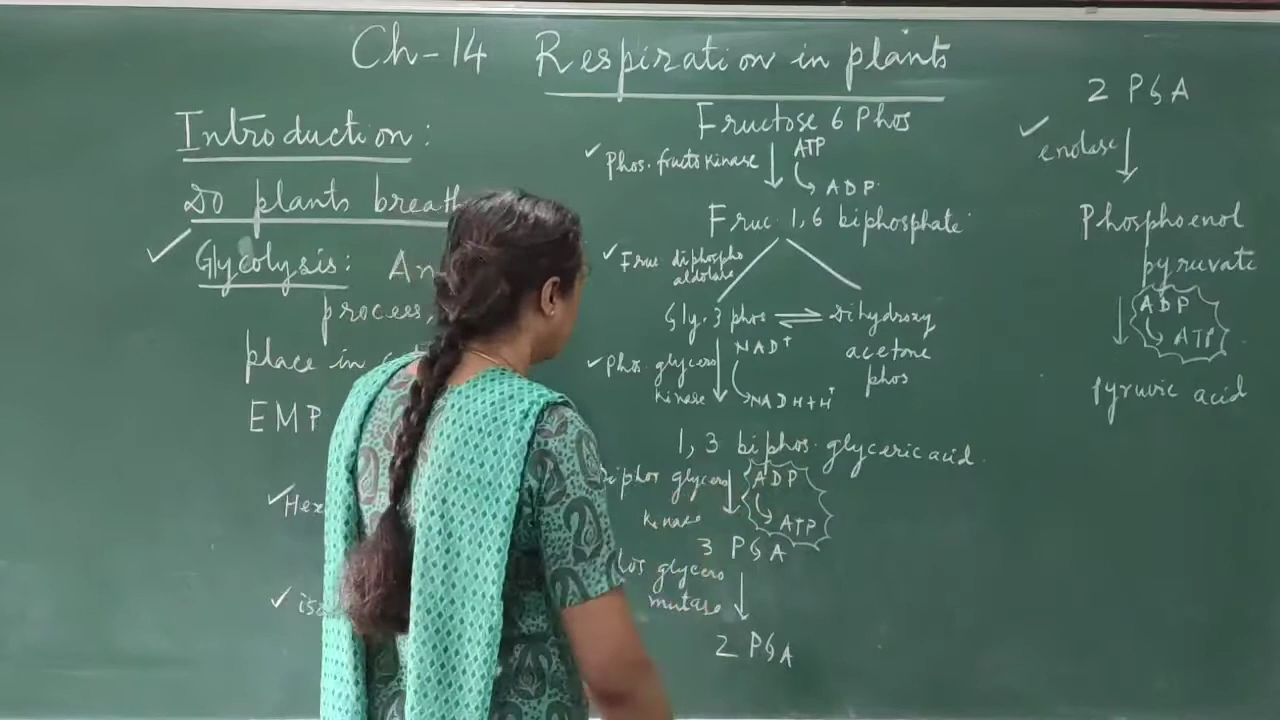 Ch-14 Respiration in plants
Introduction:
Do plants breath
Glycolysis: An
process,
place in
EMP
Hex
Fructose 6 Phos
Phos. fructo kinase
ATP
ADP
Fruc. 1,6 biphosphate
Fruc diphospho
aldolase
Gly. 3 phos ⇌ Dihydroxy
acetone
phos
NAD⁺
Phos. glycero
kinase
NADH+H⁺
1, 3 biphos. glyceric acid.
iphos glycero
kinase
ADP
ATP
3 PGA
hos glycero
mutase
2 PGA
2 PGA
enolase
Phosphoenol
pyruvate
ADP
ATP
pyruvic acid